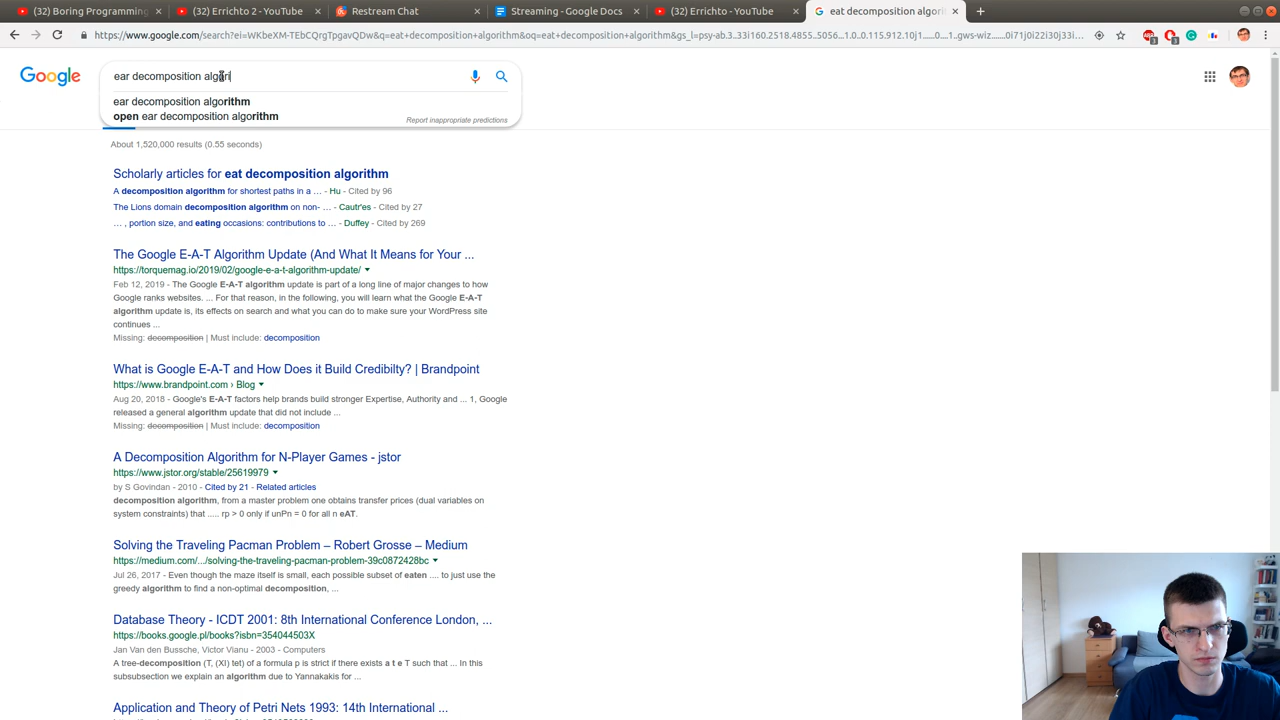 (32) Boring Programming
(32) Errichto 2 - YouTube
Restream Chat
Streaming - Google Docs
(32) Errichto - YouTube
eat decomposition algorith
https://www.google.com/search?ei=WKbeXM-TEbCQrgTpgavQDw&q=eat+decomposition+algorithm&oq=eat+decomposition+algorithm&gs_l=psy-ab.3..33i160.2518.4855..5056...1.0..0.115.912.10j1......0....1..gws-wiz.......0i71j0i22i30j33i…
Google
ear decomposition algori
ear decomposition algorithm
open ear decomposition algorithm
Report inappropriate predictions
About 1,520,000 results (0.55 seconds)
Scholarly articles for eat decomposition algorithm
A decomposition algorithm for shortest paths in a … - Hu - Cited by 96
The Lions domain decomposition algorithm on non- … - Cautr'es - Cited by 27
… , portion size, and eating occasions: contributions to … - Duffey - Cited by 269
The Google E-A-T Algorithm Update (And What It Means for Your ...
https://torquemag.io/2019/02/google-e-a-t-algorithm-update/
Feb 12, 2019 - The Google E-A-T algorithm update is part of a long line of major changes to how
Google ranks websites. ... For that reason, in the following, you will learn what the Google E-A-T
algorithm update is, its effects on search and what you can do to make sure your WordPress site
continues ...
Missing: decomposition | Must include: decomposition
What is Google E-A-T and How Does it Build Credibilty? | Brandpoint
https://www.brandpoint.com › Blog
Aug 20, 2018 - Google's E-A-T factors help brands build stronger Expertise, Authority and ... 1, Google
released a general algorithm update that did not include ...
Missing: decomposition | Must include: decomposition
A Decomposition Algorithm for N-Player Games - jstor
https://www.jstor.org/stable/25619979
by S Govindan - 2010 - Cited by 21 - Related articles
decomposition algorithm, from a master problem one obtains transfer prices (dual variables on
system constraints) that ..... rp > 0 only if unPn = 0 for all n eAT.
Solving the Traveling Pacman Problem – Robert Grosse – Medium
https://medium.com/.../solving-the-traveling-pacman-problem-39c0872428bc
Jul 26, 2017 - Even though the maze itself is small, each possible subset of eaten .... to just use the
greedy algorithm to find a non-optimal decomposition, ...
Database Theory - ICDT 2001: 8th International Conference London, ...
https://books.google.pl/books?isbn=354044503X
Jan Van den Bussche, Victor Vianu - 2003 - Computers
A tree-decomposition (T, (XI) tet) of a formula p is strict if there exists a t e T such that ... In this
subsubsection we explain an algorithm due to Yannakakis for ...
Application and Theory of Petri Nets 1993: 14th International ...